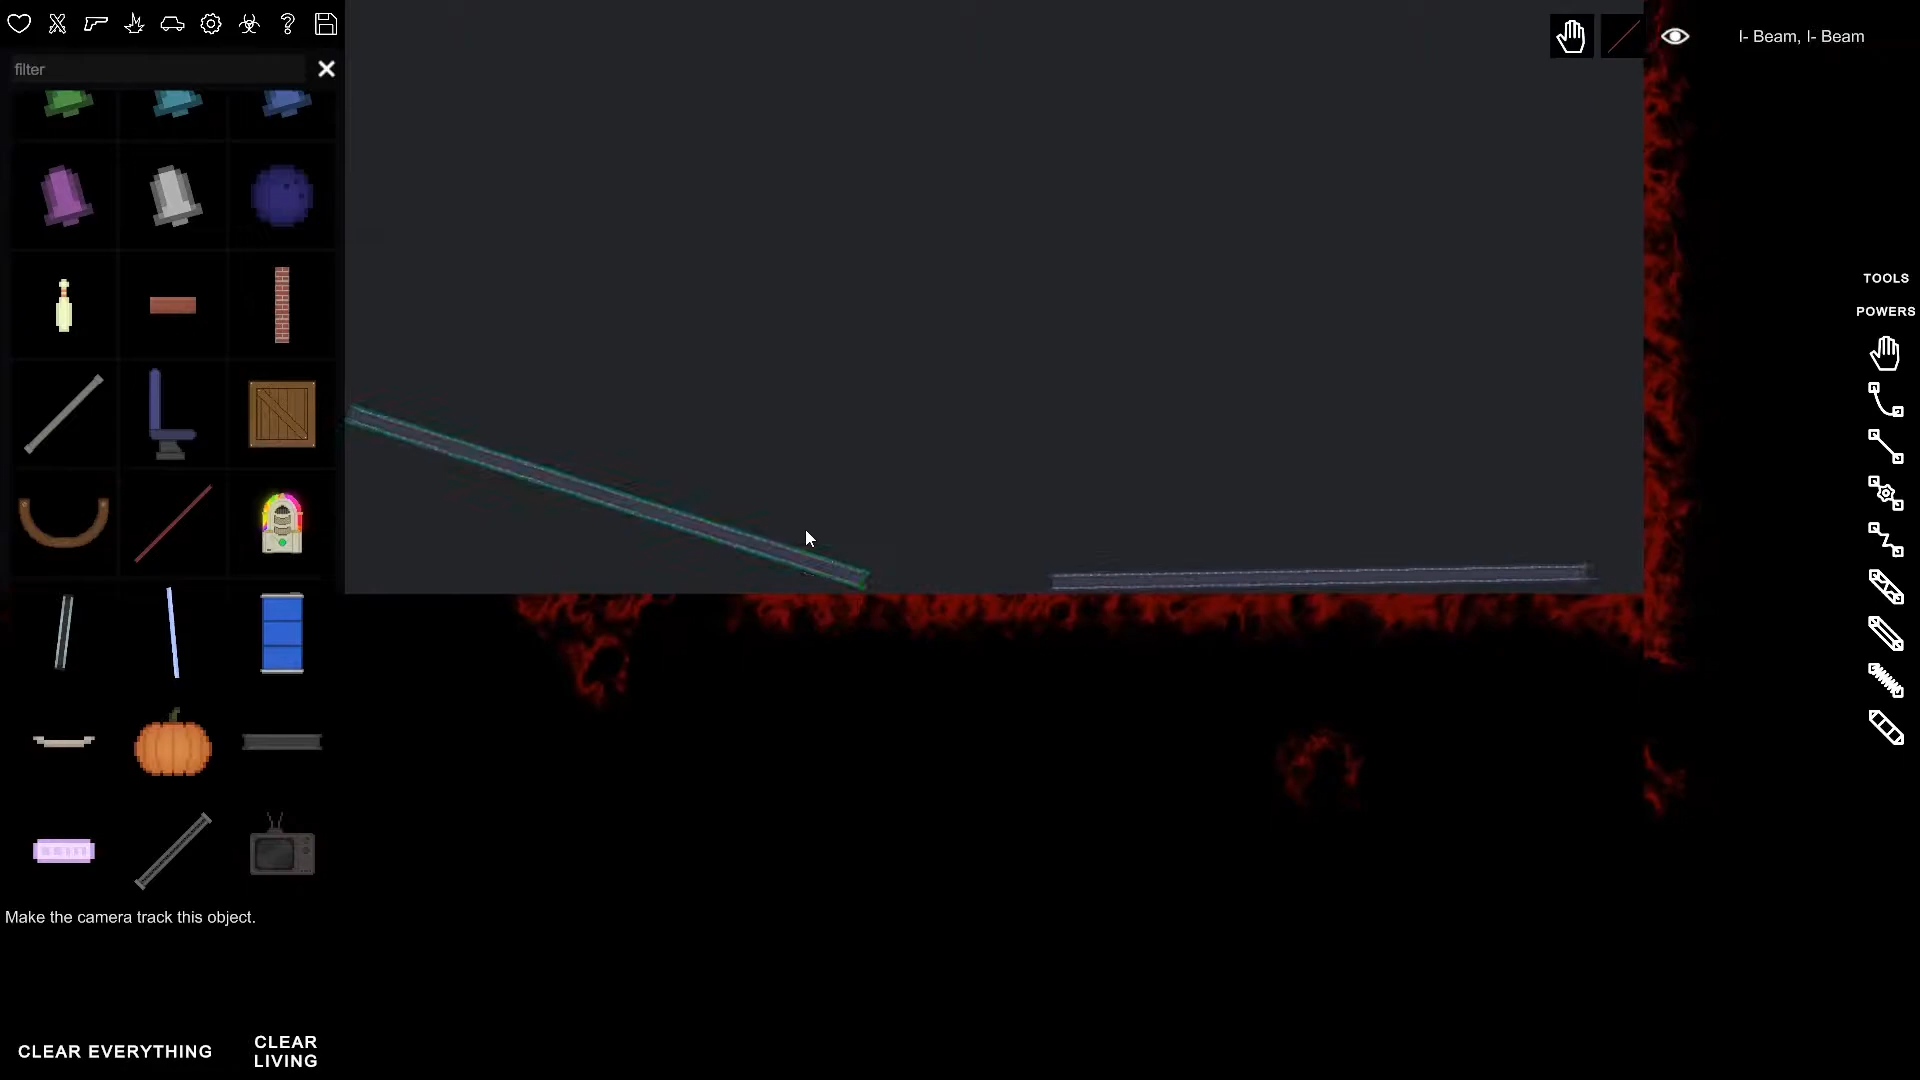 filter
I- Beam, I- Beam
TOOLS
POWERS
Make the camera track this object.
CLEAR EVERYTHING
CLEAR
LIVING